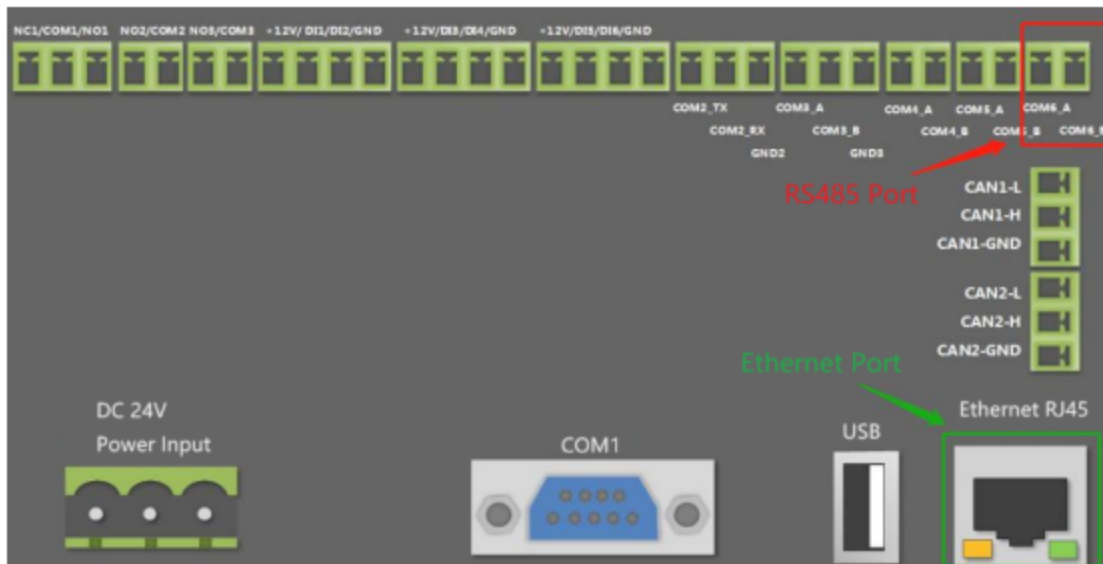 NC1/COM1/NO1 NO2/COM2 NO3/COM3 +12V/ DI1/DI2/GND +12V/DI3/DI4/GND +12V/DI5/DI6/GND
COM2_TX COM3_A COM4_A COM5_A COM6_A
COM2_RX COM3_B COM4_B COM5_B COM6_B
GND2 GND3
RS485 Port
CAN1-L
CAN1-H
CAN1-GND
CAN2-L
CAN2-H
CAN2-GND
Ethernet Port
DC 24V
Power Input
COM1
USB
Ethernet RJ45